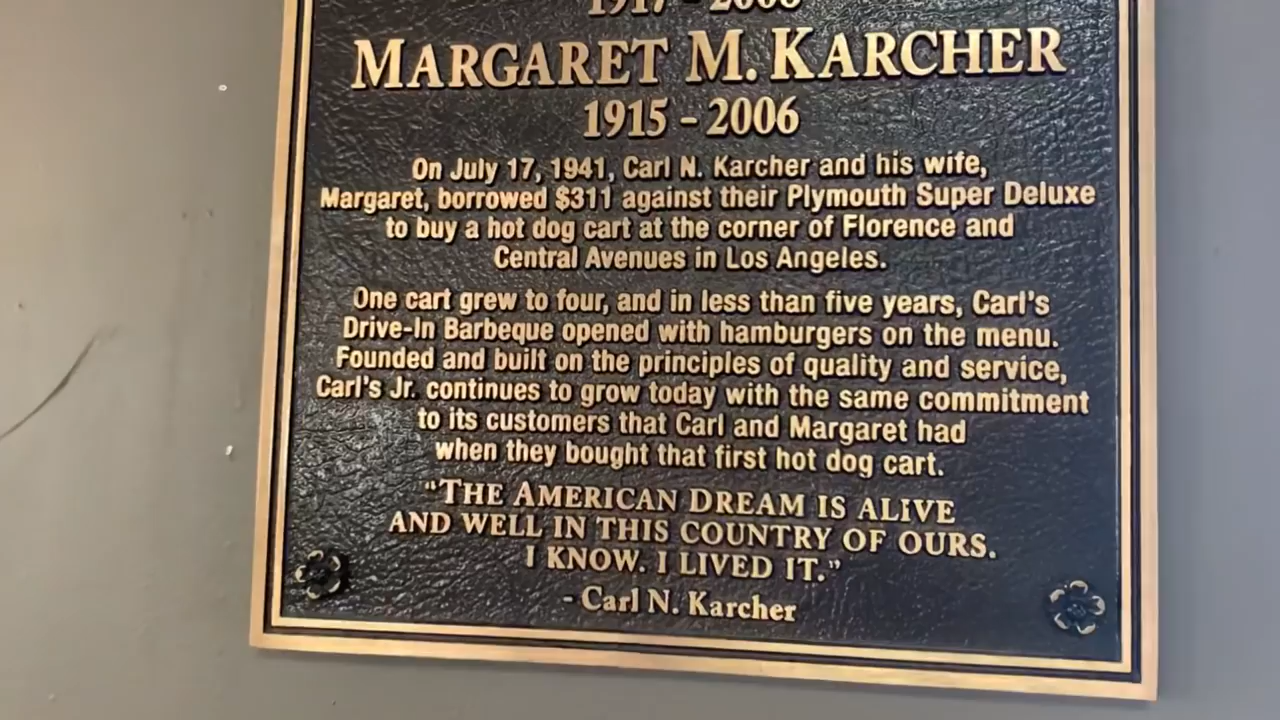 1917 - 2008
MARGARET M. KARCHER
1915 - 2006
On July 17, 1941, Carl N. Karcher and his wife,
Margaret, borrowed $311 against their Plymouth Super Deluxe
to buy a hot dog cart at the corner of Florence and
Central Avenues in Los Angeles.
One cart grew to four, and in less than five years, Carl's
Drive-In Barbeque opened with hamburgers on the menu.
Founded and built on the principles of quality and service,
Carl's Jr. continues to grow today with the same commitment
to its customers that Carl and Margaret had
when they bought that first hot dog cart.
"THE AMERICAN DREAM IS ALIVE
AND WELL IN THIS COUNTRY OF OURS.
I KNOW. I LIVED IT."
- Carl N. Karcher